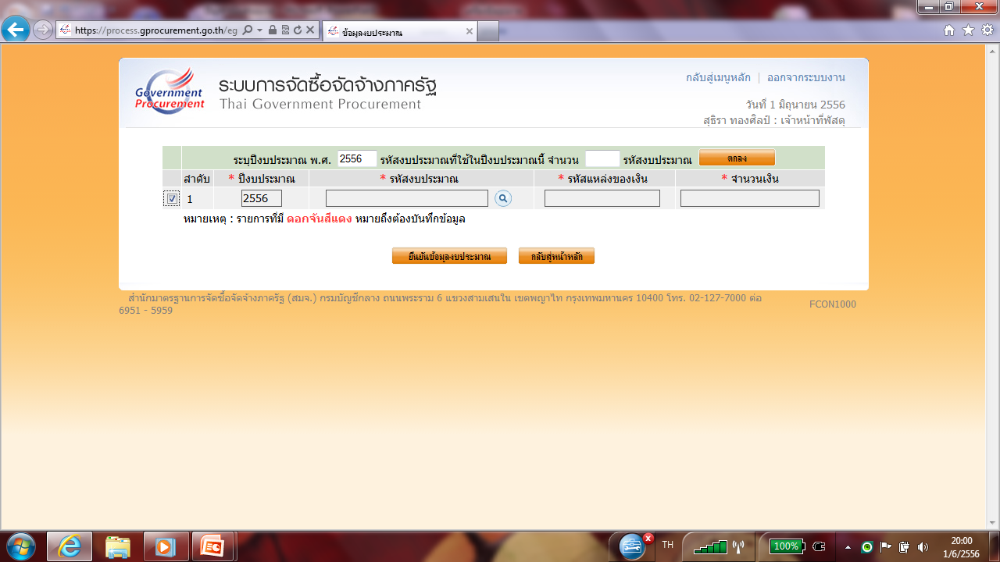 https://process.gprocurement.go.th/eg
ข้อมูลงบประมาณ
Government
Procurement
ระบบการจัดซื้อจัดจ้างภาครัฐ
Thai Government Procurement
กลับสู่เมนูหลัก | ออกจากระบบงาน
วันที่ 1 มิถุนายน 2556
สุธิรา ทองศิลป์ : เจ้าหน้าที่พัสดุ
ระบุปีงบประมาณ พ.ศ. 2556 รหัสงบประมาณที่ใช้ในปีงบประมาณนี้ จำนวน รหัสงบประมาณ ตกลง
ลำดับ * ปีงบประมาณ * รหัสงบประมาณ * รหัสแหล่งของเงิน * จำนวนเงิน
1 2556
หมายเหตุ : รายการที่มี ดอกจันสีแดง หมายถึงต้องบันทึกข้อมูล
ยืนยันข้อมูลงบประมาณ กลับสู่หน้าหลัก
สำนักมาตรฐานการจัดซื้อจัดจ้างภาครัฐ (สมจ.) กรมบัญชีกลาง ถนนพระราม 6 แขวงสามเสนใน เขตพญาไท กรุงเทพมหานคร 10400 โทร. 02-127-7000 ต่อ
6951 - 5959
FCON1000
TH
100%
20:00
1/6/2556